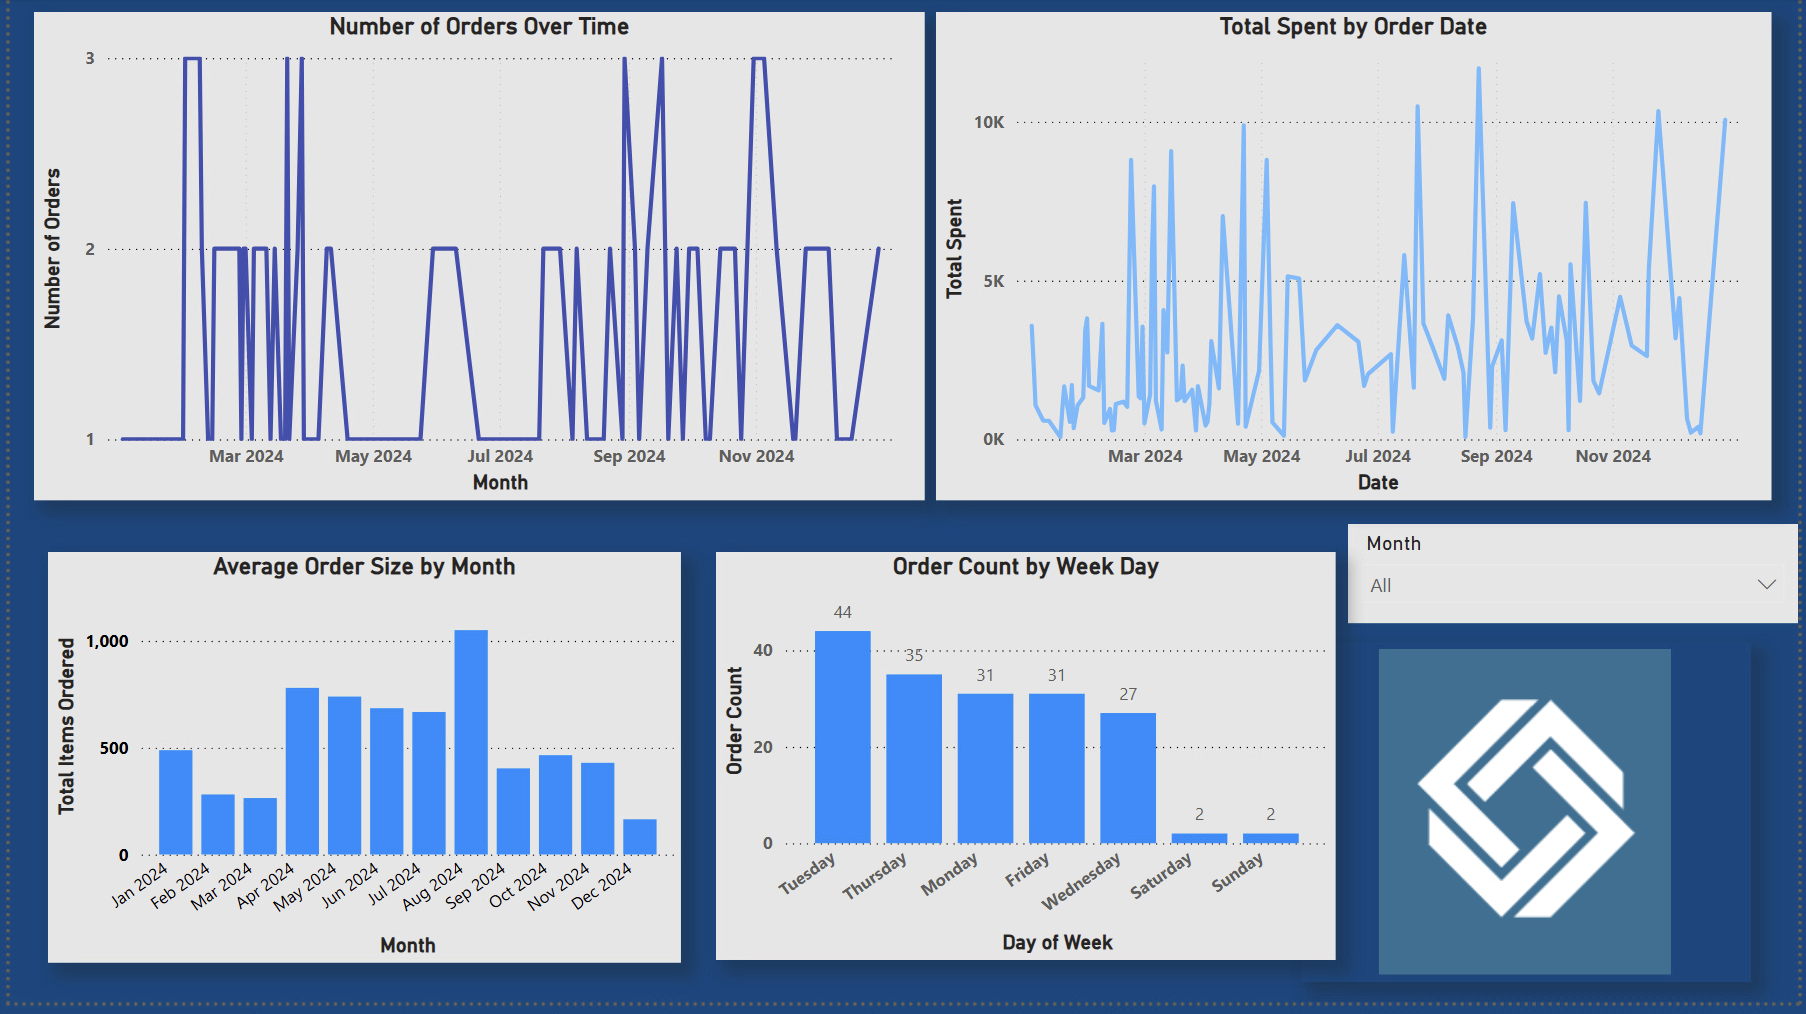 Number of Orders Over Time
3
2
1
Number of Orders
Mar 2024 May 2024 Jul 2024 Sep 2024 Nov 2024
Month
Total Spent by Order Date
10K
5K
0K
Total Spent
Mar 2024 May 2024 Jul 2024 Sep 2024 Nov 2024
Date
Average Order Size by Month
1,000
500
0
Total Items Ordered
Jan 2024 Feb 2024 Mar 2024 Apr 2024 May 2024 Jun 2024 Jul 2024 Aug 2024 Sep 2024 Oct 2024 Nov 2024 Dec 2024
Month
Order Count by Week Day
44 35 31 31 27 2 2
40
20
0
Order Count
Tuesday Thursday Monday Friday Wednesday Saturday Sunday
Day of Week
Month
All